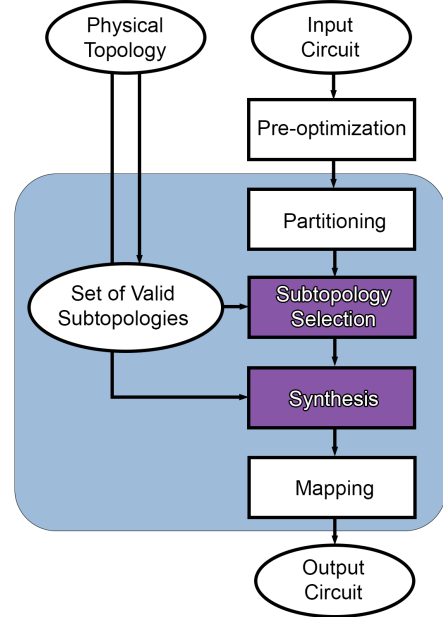 Physical
Topology
Input
Circuit
Pre-optimization
Partitioning
Set of Valid
Subtopologies
Subtopology
Selection
Synthesis
Mapping
Output
Circuit